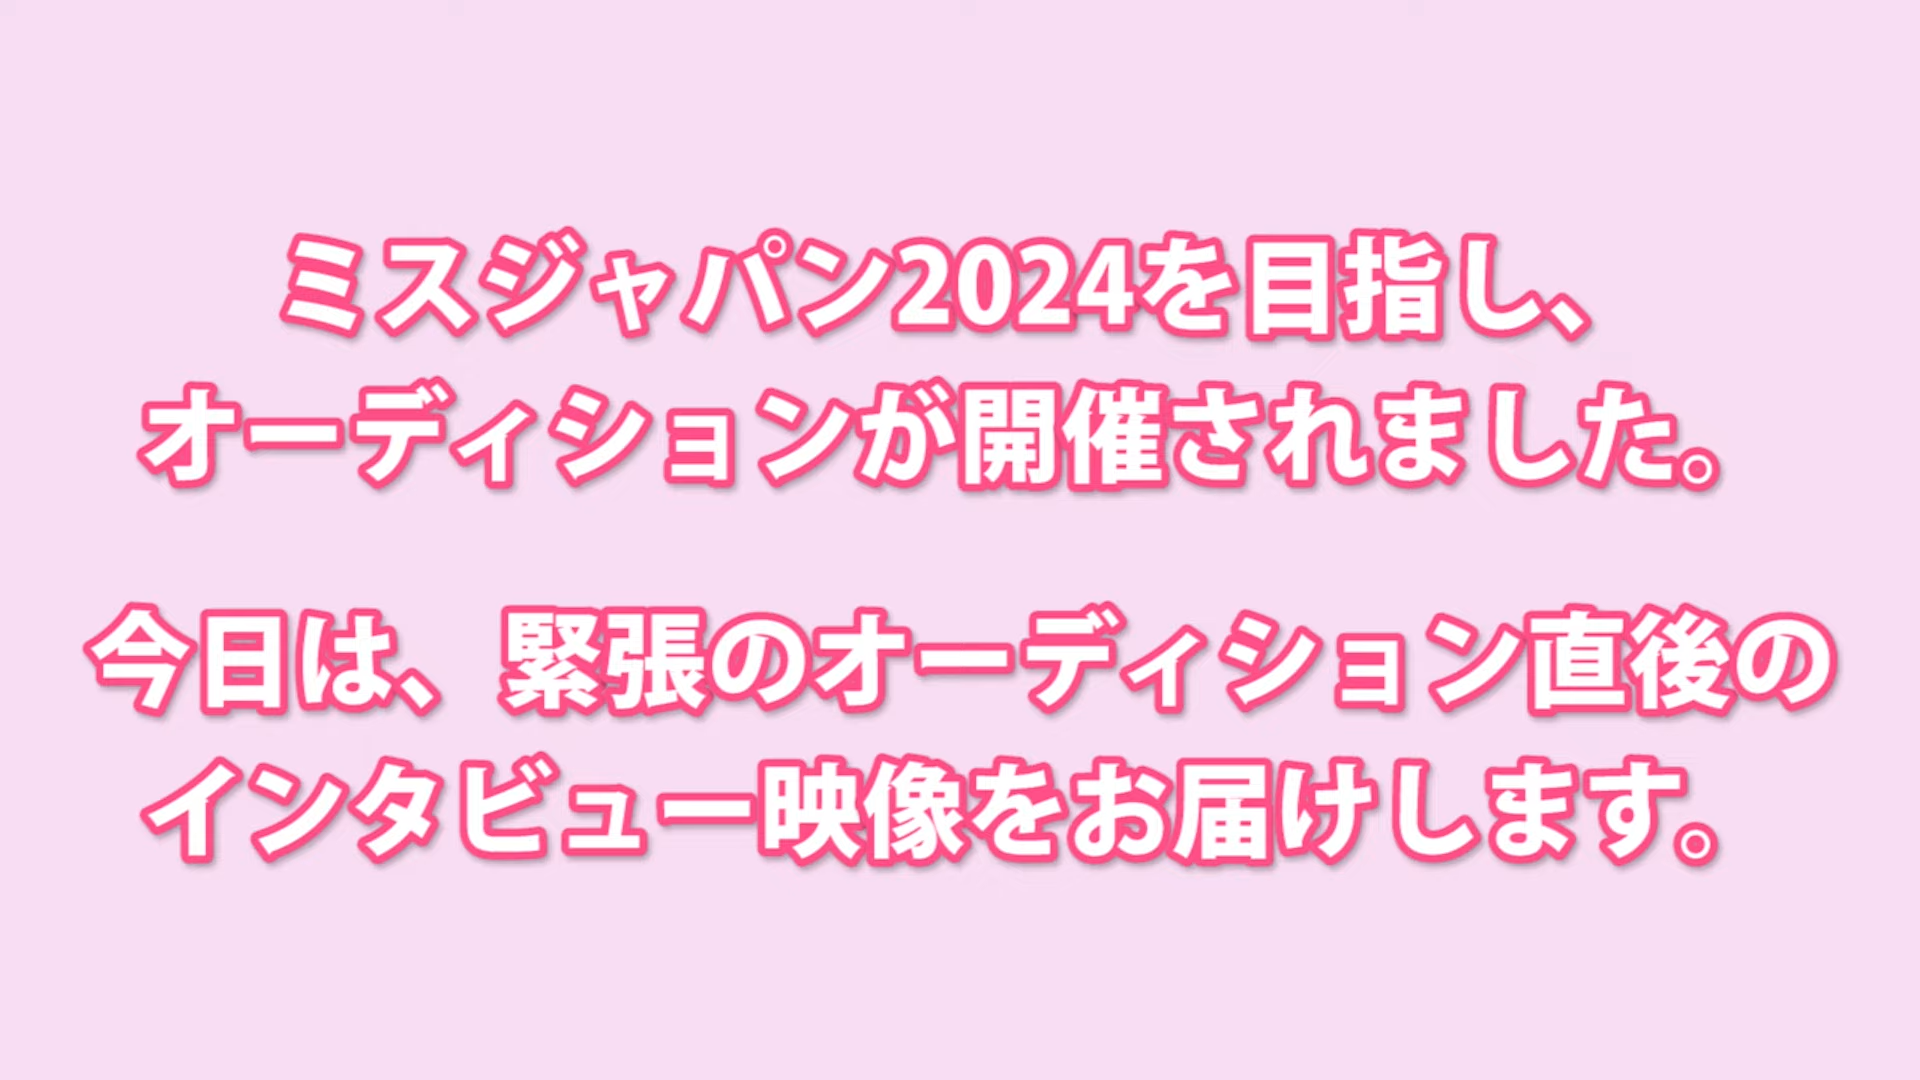 ミスジャパン2024を目指し、
オーディションが開催されました。
今日は、緊張のオーディション直後の
インタビュー映像をお届けします。